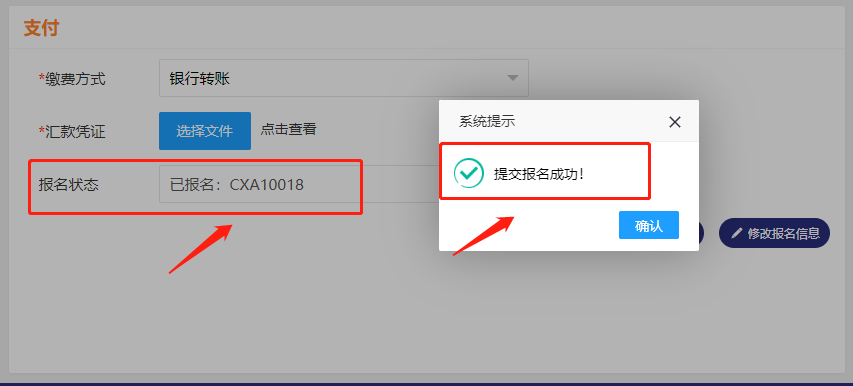 支付
*缴费方式
银行转账
*汇款凭证
选择文件
点击查看
报名状态
已报名：CXA10018
系统提示
提交报名成功！
确认
修改报名信息